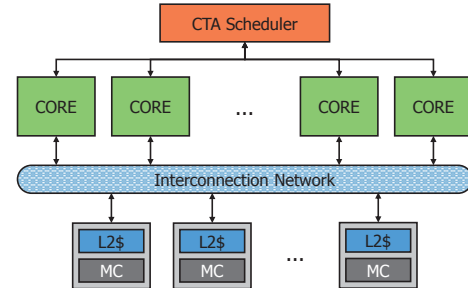 CTA Scheduler
CORE CORE ... CORE CORE
Interconnection Network
L2$ L2$ ... L2$
MC MC MC